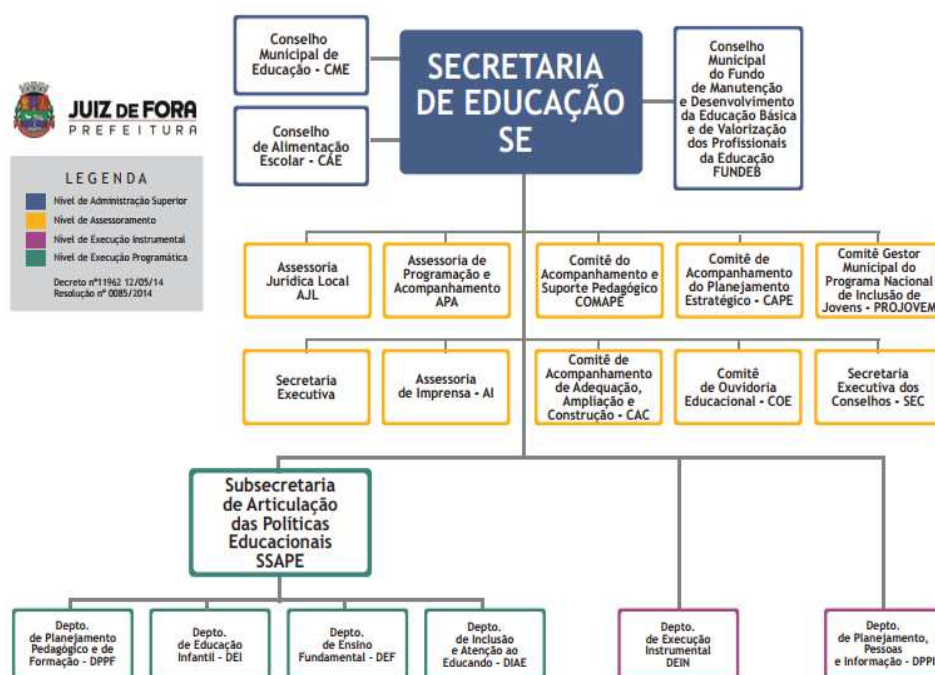 Conselho
Municipal de
Educação - CME
SECRETARIA
DE EDUCAÇÃO
SE
Conselho
Municipal
do Fundo
de Manutenção
e Desenvolvimento
da Educação Básica
e de Valorização
dos Profissionais
da Educação
FUNDEB
JUIZ DE FORA
PREFEITURA
Conselho
de Alimentação
Escolar - CAE
LEGENDA
Nível de Administração Superior
Nível de Assessoramento
Nível de Execução Instrumental
Nível de Execução Programática
Decreto nº11962 12/05/14
Resolução nº 0085/2014
Assessoria
Jurídica Local
AJL
Assessoria de
Programação e
Acompanhamento
APA
Comitê do
Acompanhamento e
Suporte Pedagógico
COMAPE
Comitê de
Acompanhamento
do Planejamento
Estratégico - CAPE
Comitê Gestor
Municipal do
Programa Nacional
de Inclusão de
Jovens - PROJOVEM
Secretaria
Executiva
Assessoria
de Imprensa - AI
Comitê de
Acompanhamento
de Adequação,
Ampliação e
Construção - CAC
Comitê
de Ouvidoria
Educacional - COE
Secretaria
Executiva dos
Conselhos - SEC
Subsecretaria
de Articulação
das Políticas
Educacionais
SSAPE
Depto.
de Planejamento
Pedagógico e de
Formação - DPPF
Depto.
de Educação
Infantil - DEI
Depto.
de Ensino
Fundamental - DEF
Depto.
de Inclusão
e Atenção ao
Educando - DIAE
Depto.
de Execução
Instrumental
DEIN
Depto.
de Planejamento,
Pessoas
e Informação - DPPI